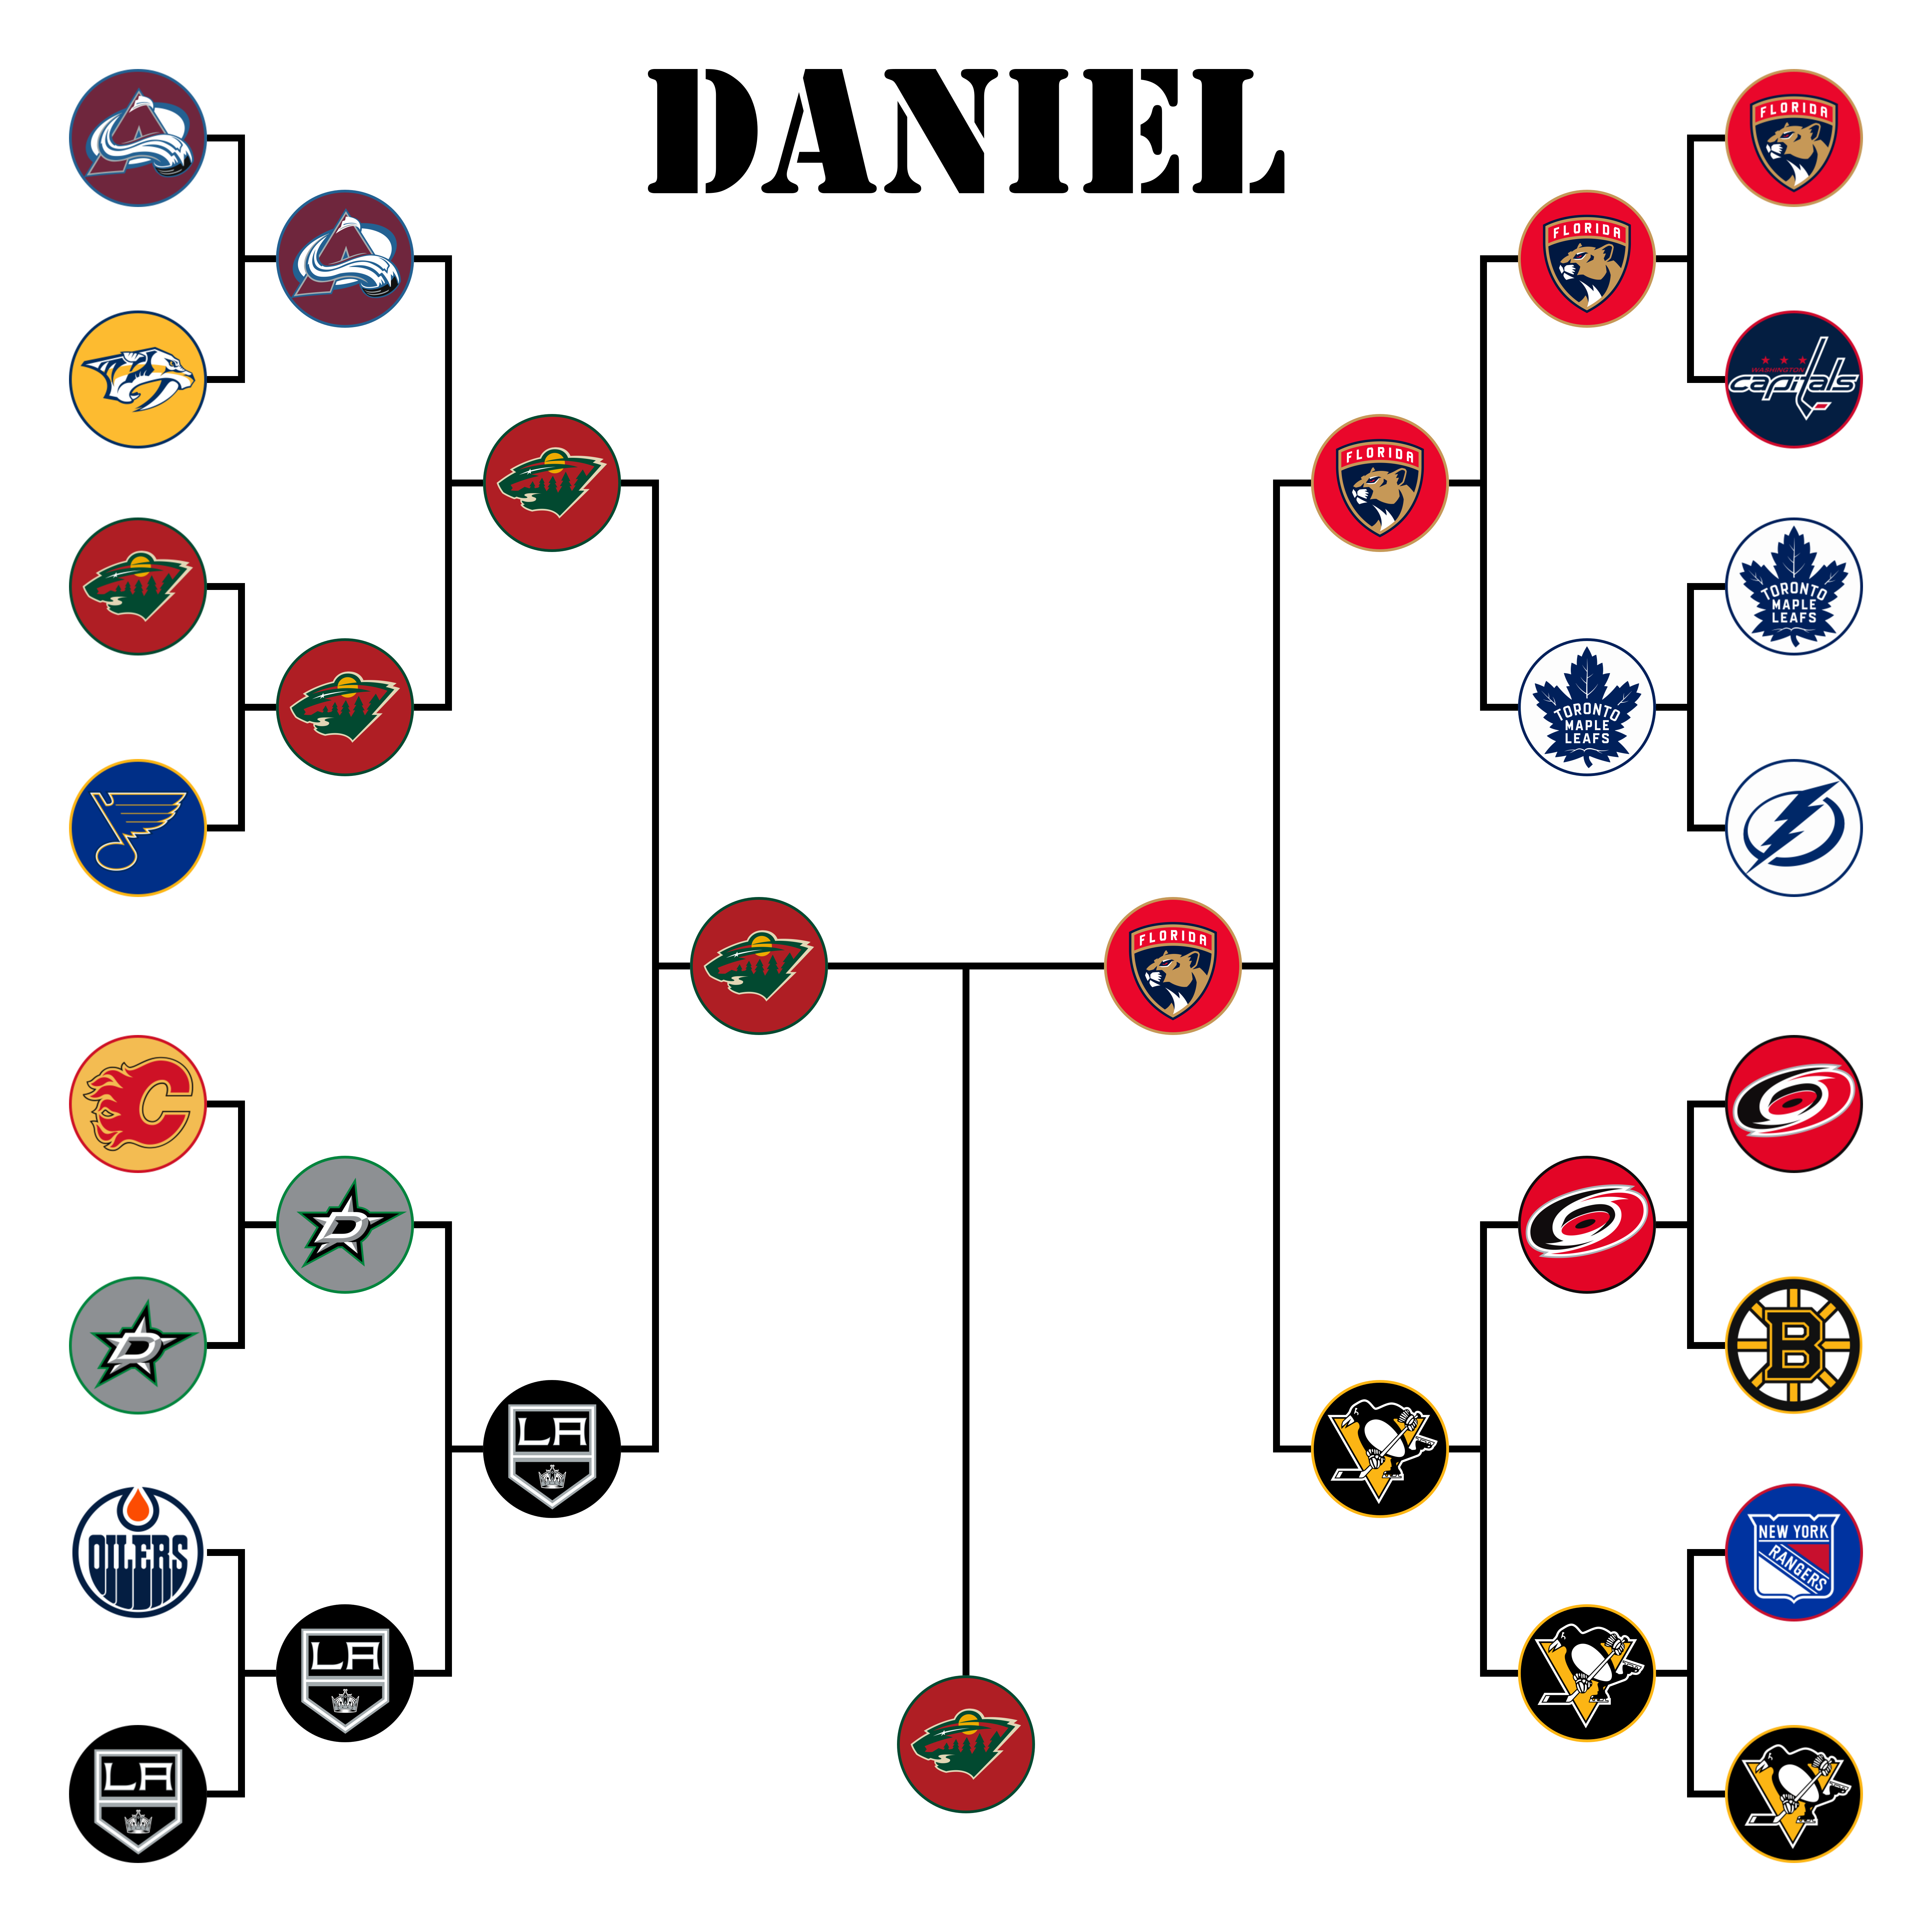 DANIEL
FLORIDA
FLORIDA
WASHINGTON
capitals
FLORIDA
TORONTO
MAPLE
LEAFS
TORONTO
MAPLE
LEAFS
FLORIDA
C
D
B
D
LA
OILERS
NEW YORK
RANGERS
LA
LA